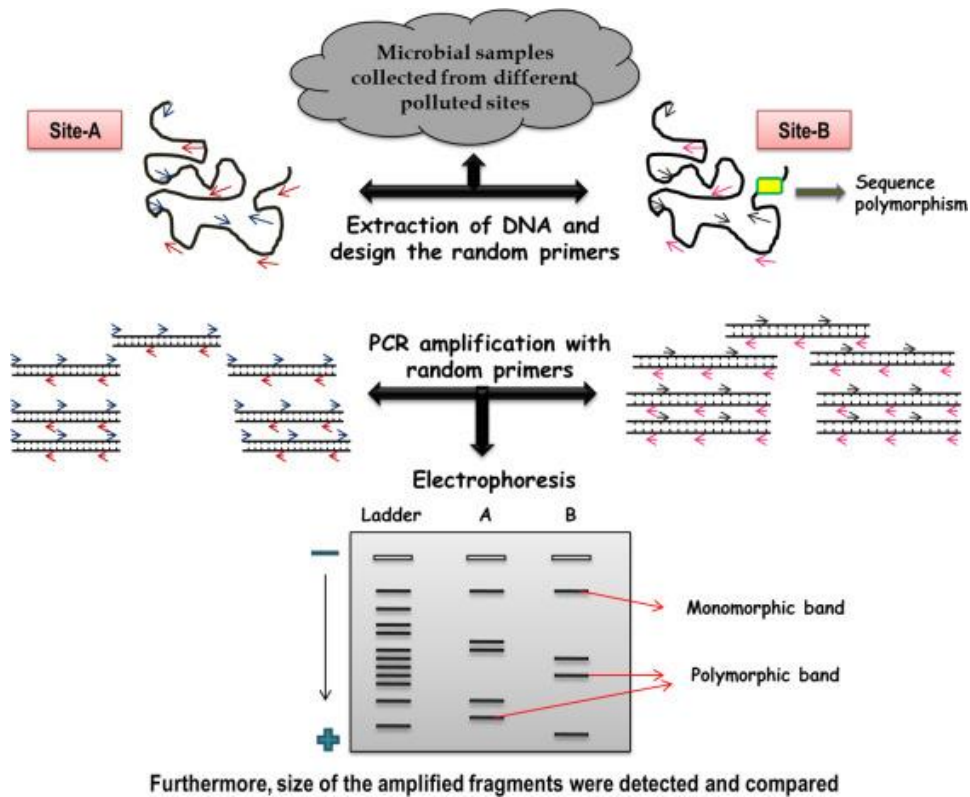 Microbial samples
collected from different
polluted sites
Site-A
Site-B
Sequence
polymorphism
Extraction of DNA and
design the random primers
PCR amplification with
random primers
Electrophoresis
Ladder A B
Monomorphic band
Polymorphic band
Furthermore, size of the amplified fragments were detected and compared